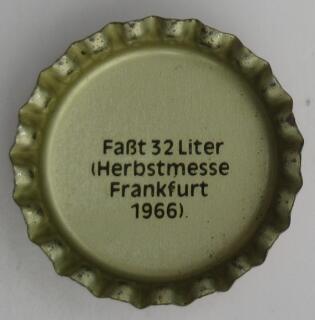 Faßt 32 Liter
(Herbstmesse
Frankfurt
1966).